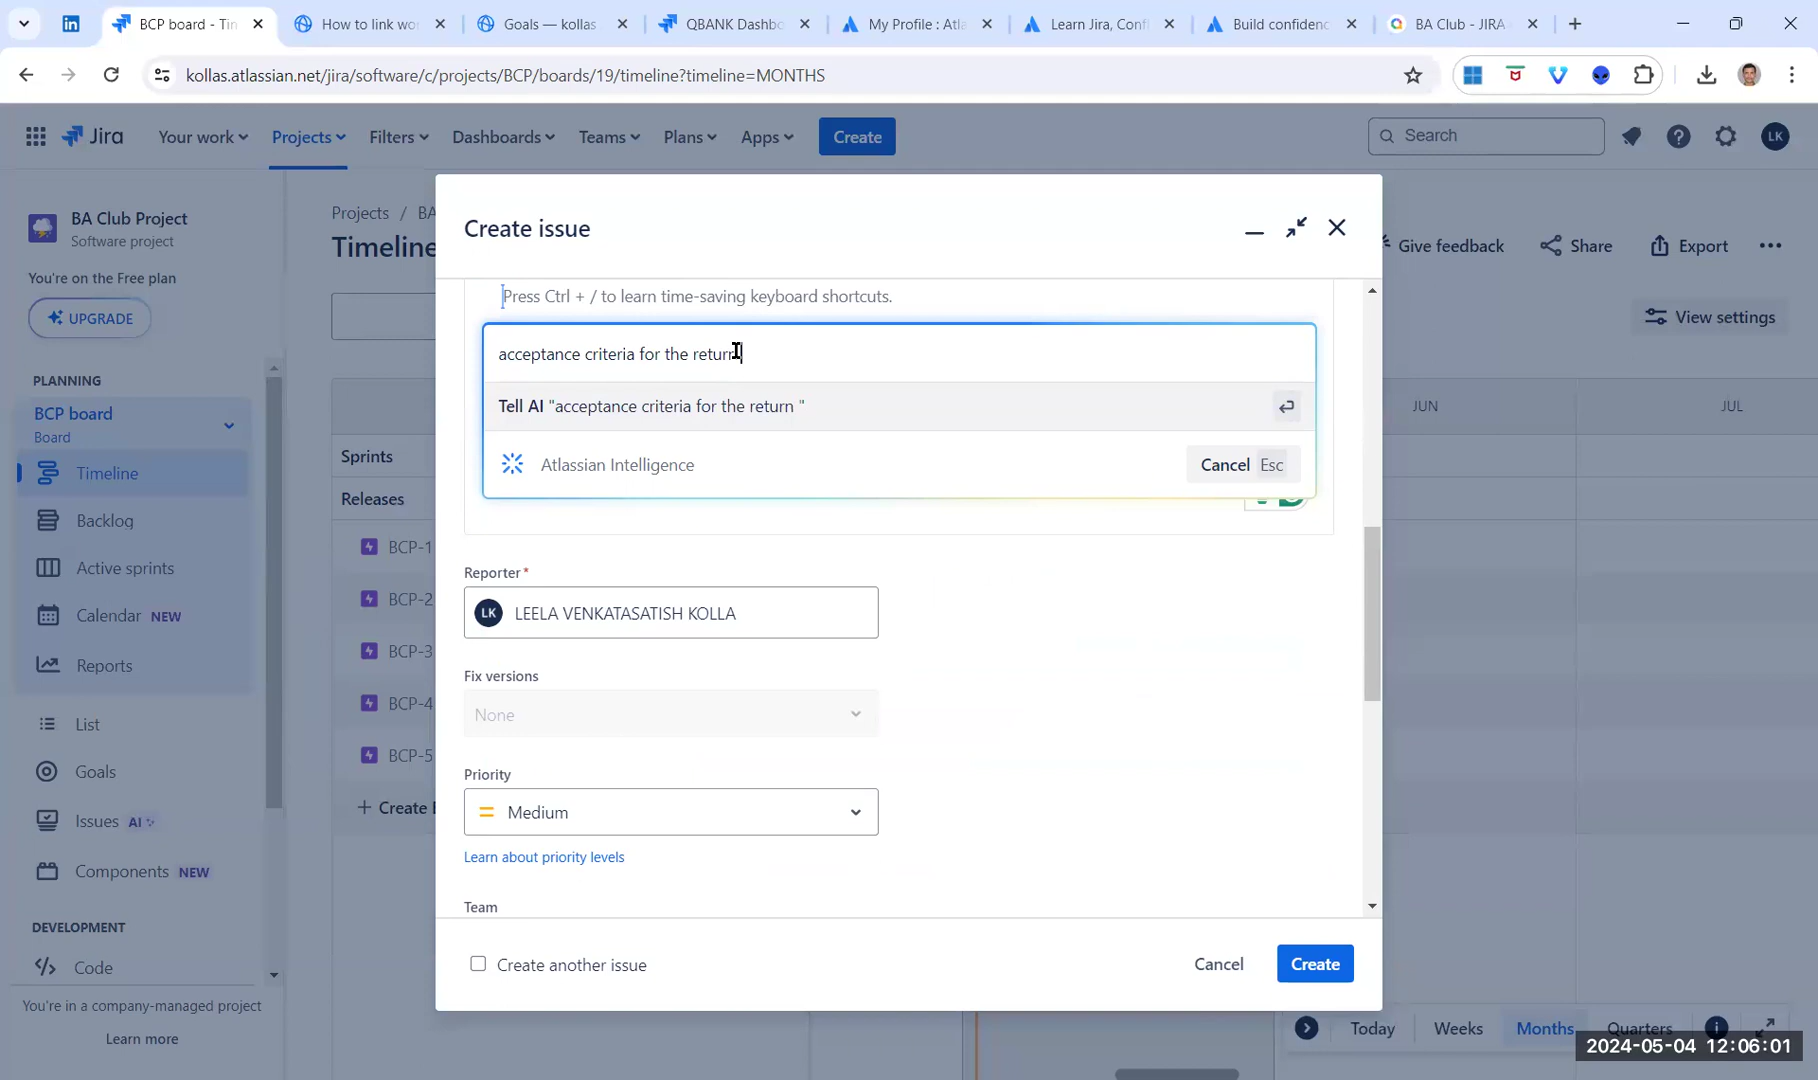 BCP board - Tim
How to link wor
Goals — kollas
QBANK Dashbo
My Profile : Atla
Learn Jira, Confl
Build confidenc
BA Club - JIRA
kollas.atlassian.net/jira/software/c/projects/BCP/boards/19/timeline?timeline=MONTHS
Jira
Your work
Projects
Filters
Dashboards
Teams
Plans
Apps
Create
Search
LK
BA Club Project
Software project
You're on the Free plan
UPGRADE
Projects / BA
Timeline
Give feedback
Share
Export
View settings
PLANNING
BCP board
Board
Timeline
Backlog
Active sprints
Calendar NEW
Reports
List
Goals
Issues AI
Components NEW
DEVELOPMENT
Code
You're in a company-managed project
Learn more
Sprints
Releases
BCP-1
BCP-2
BCP-3
BCP-4
BCP-5
+ Create E
JUN
JUL
Create issue
Press Ctrl + / to learn time-saving keyboard shortcuts.
acceptance criteria for the return
Tell AI "acceptance criteria for the return "
Atlassian Intelligence
Cancel Esc
Reporter*
LK LEELA VENKATASATISH KOLLA
Fix versions
None
Priority
Medium
Learn about priority levels
Team
Create another issue
Cancel
Create
Today
Weeks
Months
Quarters
2024-05-04 12:06:01